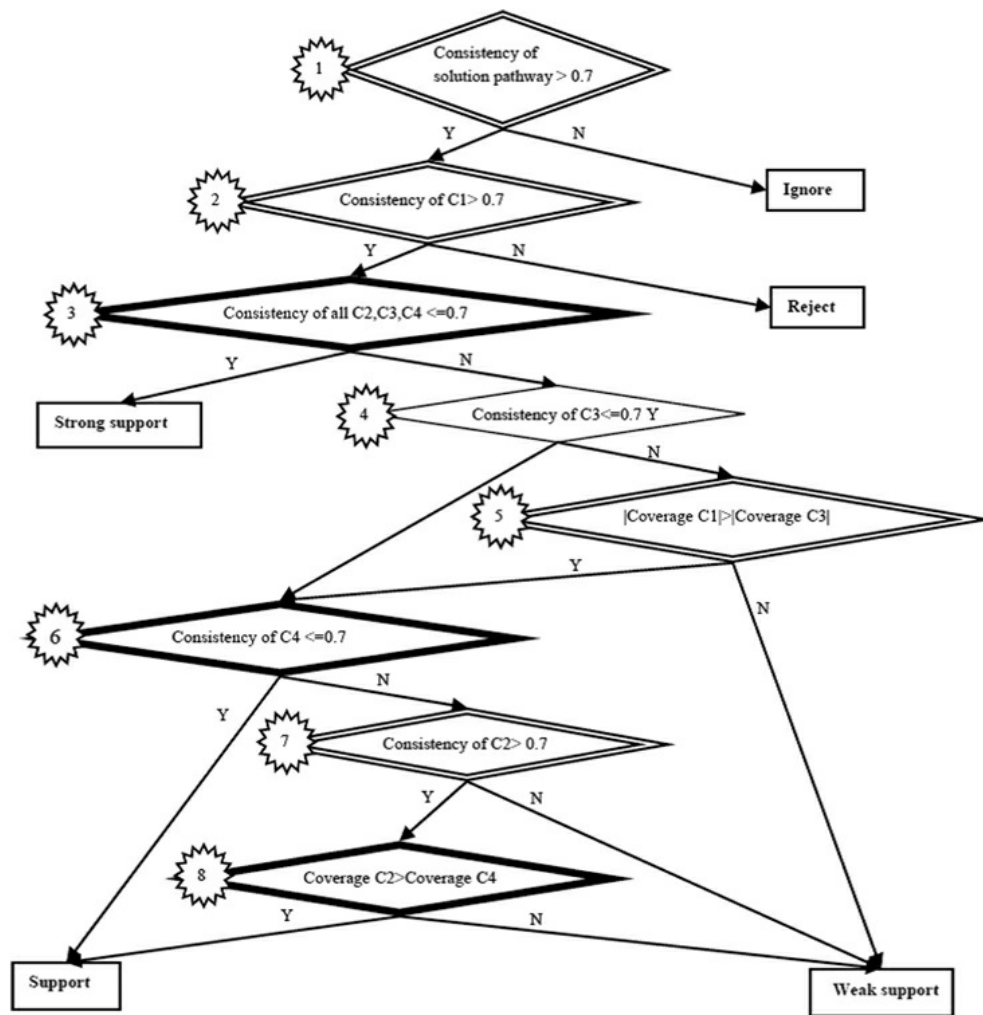 1
Consistency of
solution pathway > 0.7
Y
N
2
Consistency of C1> 0.7
Ignore
Y
N
3
Consistency of all C2,C3,C4 <=0.7
Reject
Y
N
Strong support
4
Consistency of C3<=0.7 Y
N
5
|Coverage C1|>|Coverage C3|
Y
N
6
Consistency of C4 <=0.7
N
Y
7
Consistency of C2> 0.7
Y
N
8
Coverage C2>Coverage C4
Y
N
Support
Weak support